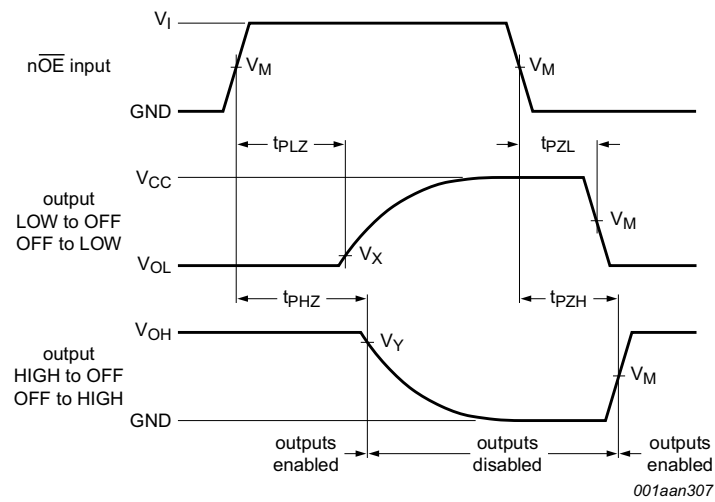 V_I
nO̅E̅ input
V_M
V_M
GND
t_PLZ
t_PZL
V_CC
output
LOW to OFF
OFF to LOW
V_M
V_X
V_OL
t_PHZ
t_PZH
V_OH
V_Y
output
HIGH to OFF
OFF to HIGH
V_M
GND
outputs
enabled
outputs
disabled
outputs
enabled
001aan307